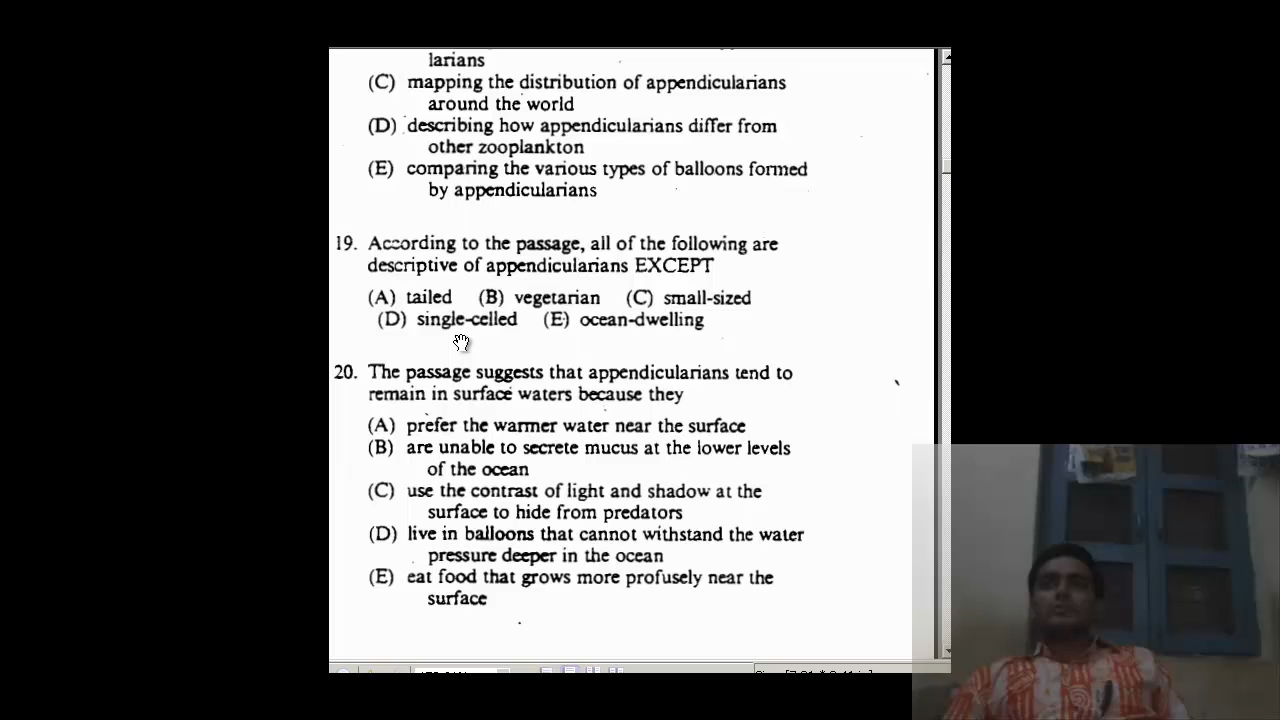 larians
(C) mapping the distribution of appendicularians
around the world
(D) describing how appendicularians differ from
other zooplankton
(E) comparing the various types of balloons formed
by appendicularians
19. According to the passage, all of the following are
descriptive of appendicularians EXCEPT
(A) tailed (B) vegetarian (C) small-sized
(D) single-celled (E) ocean-dwelling
20. The passage suggests that appendicularians tend to
remain in surface waters because they
(A) prefer the warmer water near the surface
(B) are unable to secrete mucus at the lower levels
of the ocean
(C) use the contrast of light and shadow at the
surface to hide from predators
(D) live in balloons that cannot withstand the water
pressure deeper in the ocean
(E) eat food that grows more profusely near the
surface